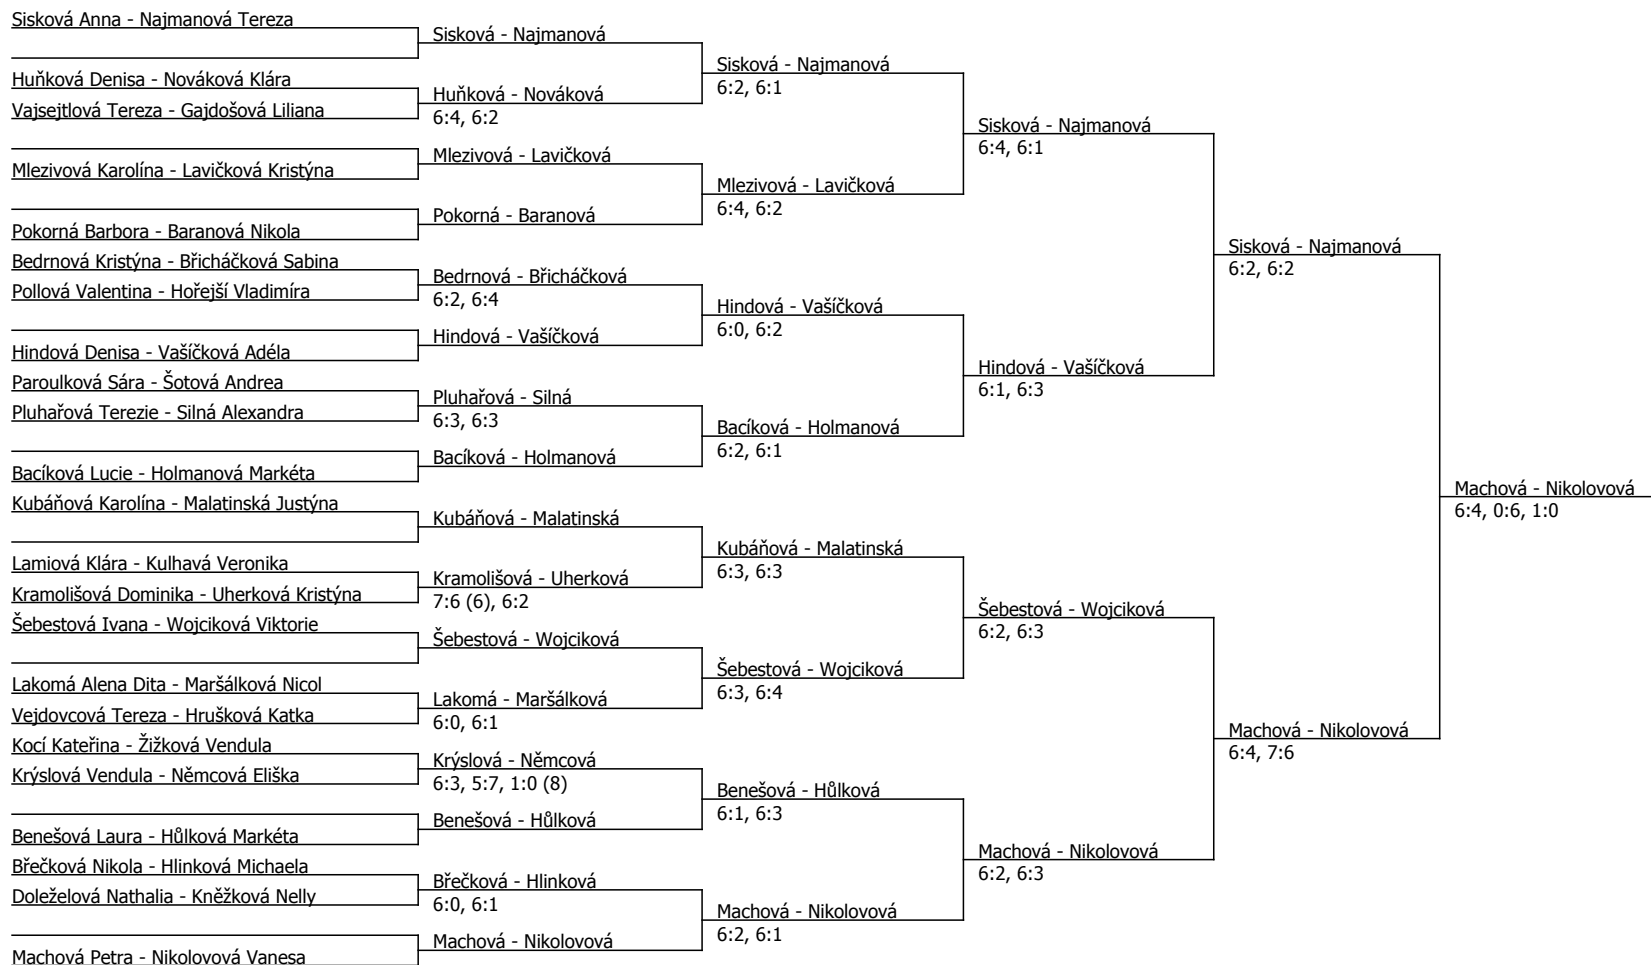 Sisková Anna - Najmanová Tereza
Huňková Denisa - Nováková Klára
Vajsejtlová Tereza - Gajdošová Liliana
Mlezivová Karolína - Lavičková Kristýna
Pokorná Barbora - Baranová Nikola
Bedrnová Kristýna - Břicháčková Sabina
Pollová Valentina - Hořejší Vladimíra
Hindová Denisa - Vašíčková Adéla
Paroulková Sára - Šotová Andrea
Pluhařová Terezie - Silná Alexandra
Bacíková Lucie - Holmanová Markéta
Kubáňová Karolína - Malatinská Justýna
Lamiová Klára - Kulhavá Veronika
Kramolišová Dominika - Uherková Kristýna
Šebestová Ivana - Wojciková Viktorie
Lakomá Alena Dita - Maršálková Nicol
Vejdovcová Tereza - Hrušková Katka
Kocí Kateřina - Žižková Vendula
Krýslová Vendula - Němcová Eliška
Benešová Laura - Hůlková Markéta
Břečková Nikola - Hlinková Michaela
Doleželová Nathalia - Kněžková Nelly
Machová Petra - Nikolovová Vanesa
Sisková - Najmanová
Huňková - Nováková
6:4, 6:2
Mlezivová - Lavičková
Pokorná - Baranová
Bedrnová - Břicháčková
6:2, 6:4
Hindová - Vašíčková
Pluhařová - Silná
6:3, 6:3
Bacíková - Holmanová
Kubáňová - Malatinská
Kramolišová - Uherková
7:6 (6), 6:2
Šebestová - Wojciková
Lakomá - Maršálková
6:0, 6:1
Krýslová - Němcová
6:3, 5:7, 1:0 (8)
Benešová - Hůlková
Břečková - Hlinková
6:0, 6:1
Machová - Nikolovová
Sisková - Najmanová
6:2, 6:1
Mlezivová - Lavičková
6:4, 6:2
Hindová - Vašíčková
6:0, 6:2
Bacíková - Holmanová
6:2, 6:1
Kubáňová - Malatinská
6:3, 6:3
Šebestová - Wojciková
6:3, 6:4
Benešová - Hůlková
6:1, 6:3
Machová - Nikolovová
6:2, 6:1
Sisková - Najmanová
6:4, 6:1
Hindová - Vašíčková
6:1, 6:3
Šebestová - Wojciková
6:2, 6:3
Machová - Nikolovová
6:2, 6:3
Sisková - Najmanová
6:2, 6:2
Machová - Nikolovová
6:4, 7:6
Machová - Nikolovová
6:4, 0:6, 1:0